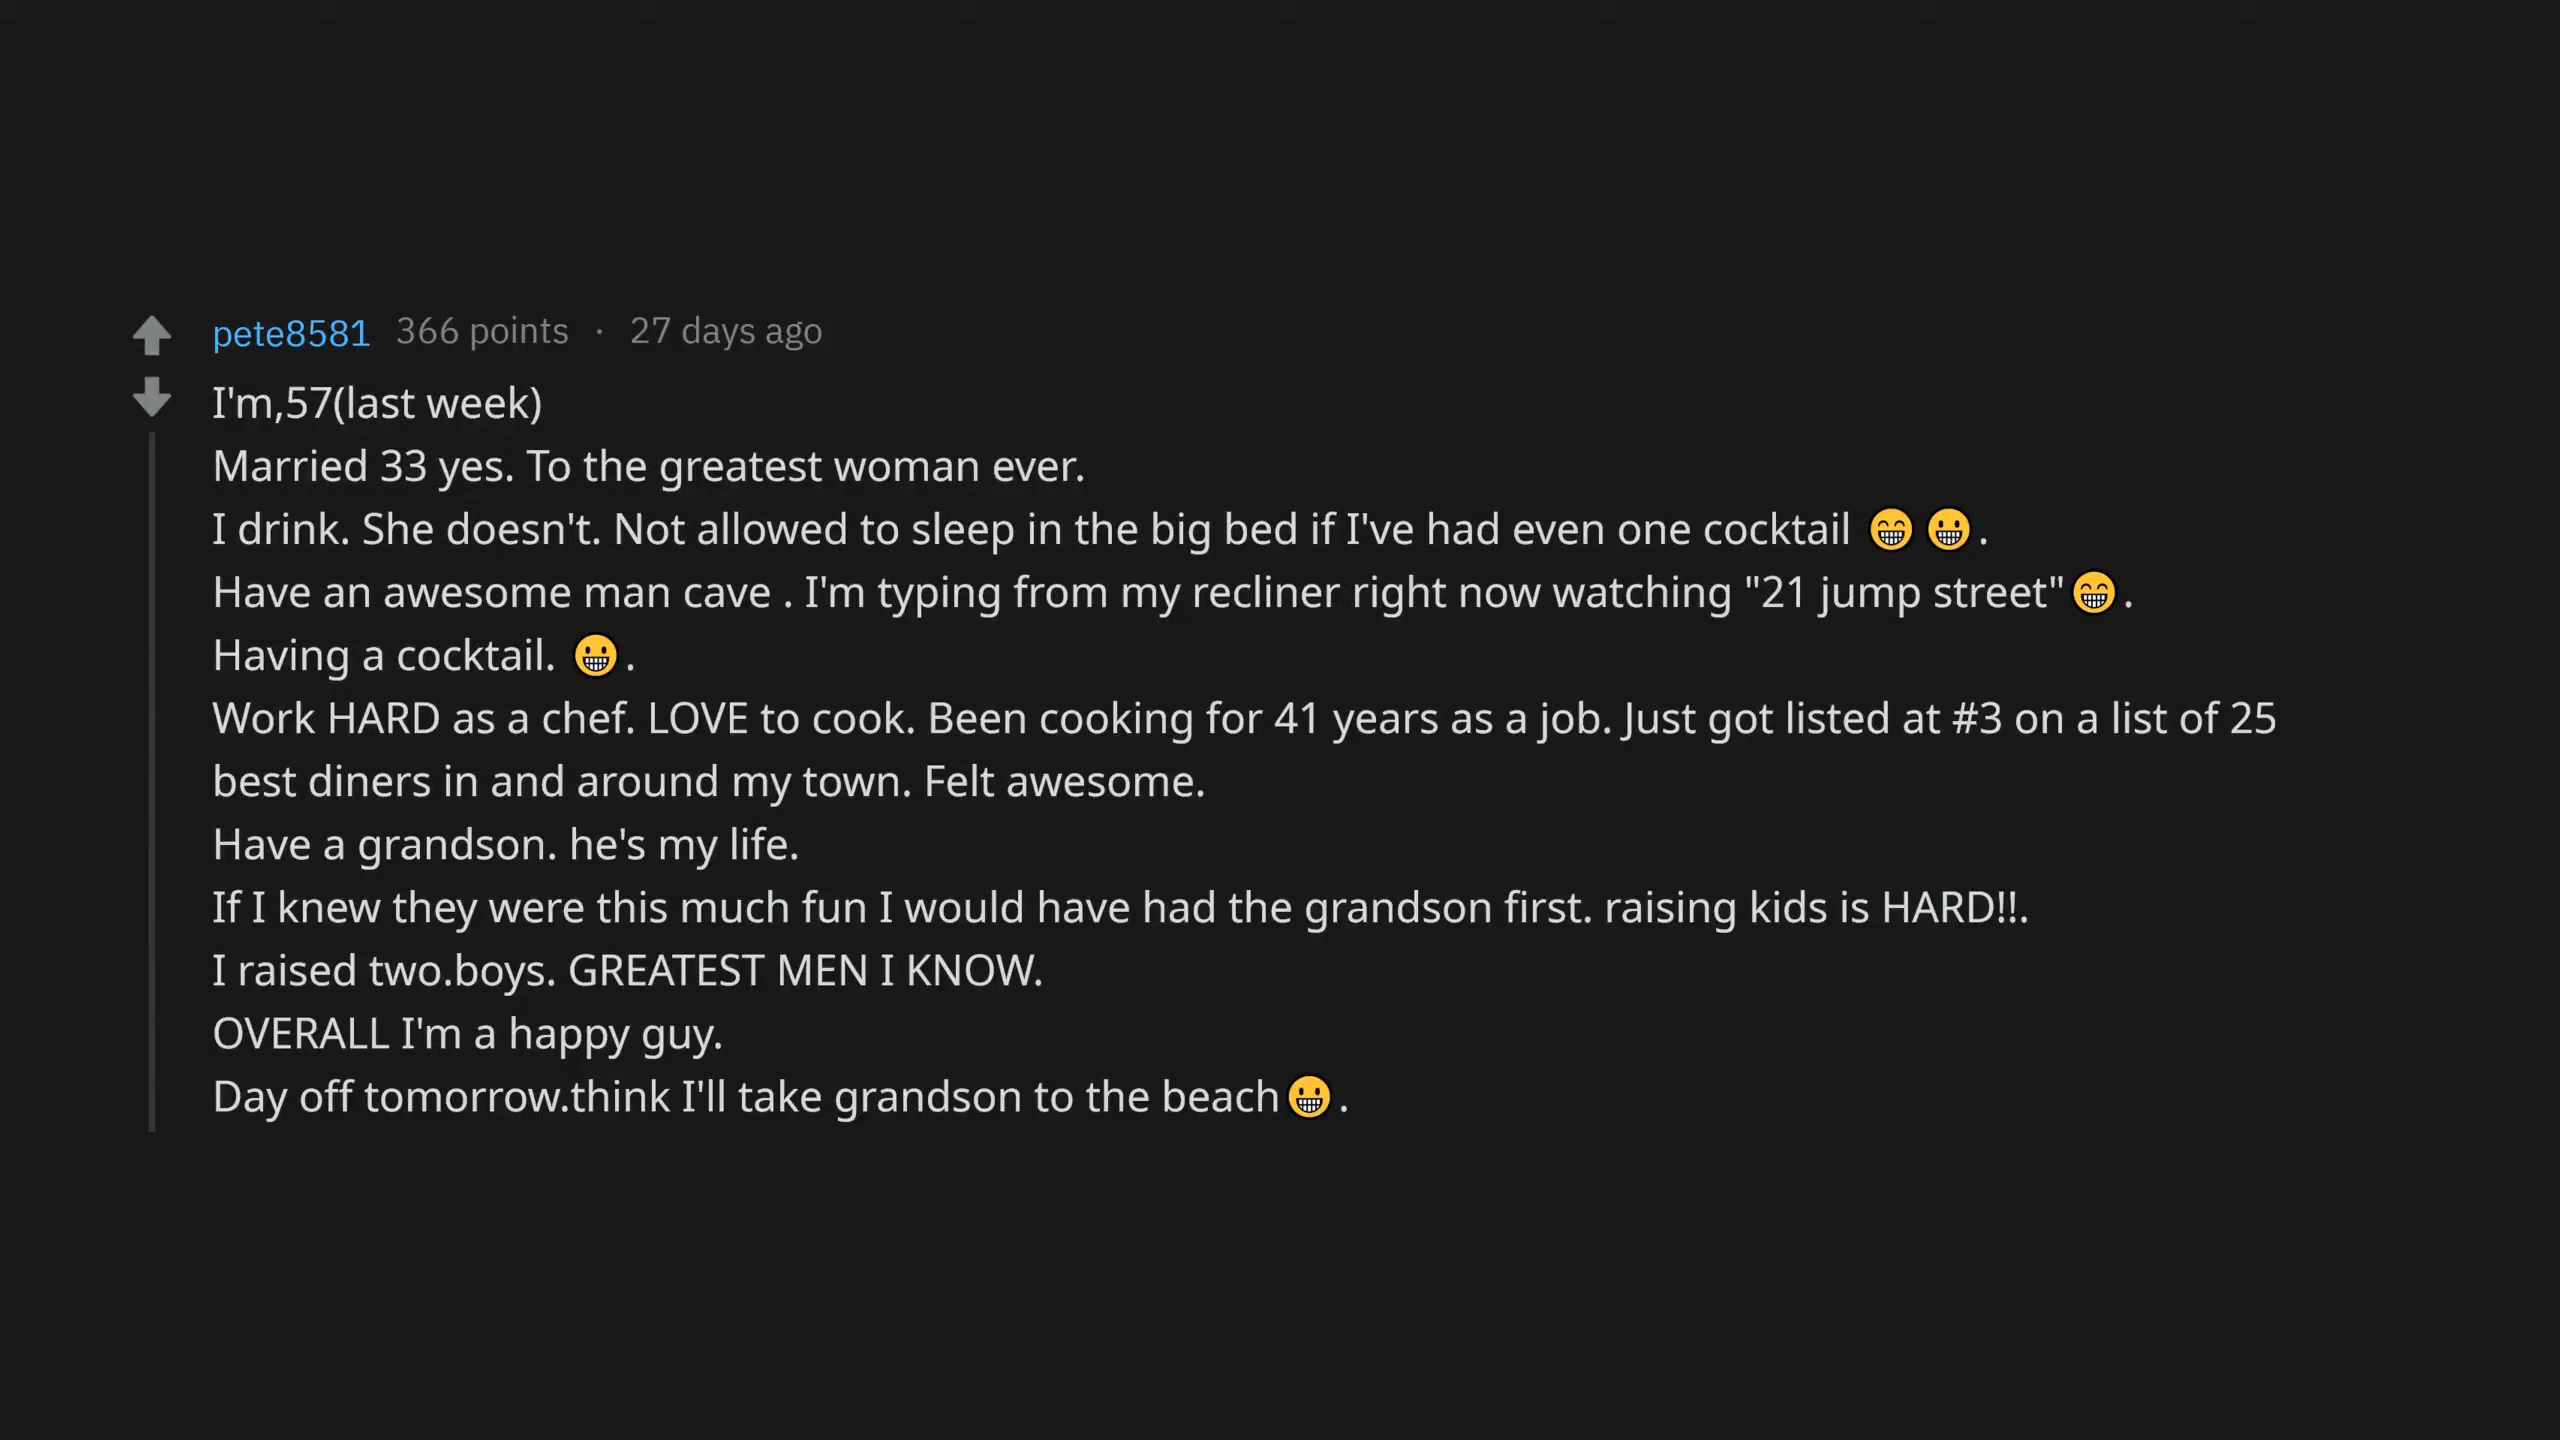 pete8581 366 points · 27 days ago
I'm,57(last week)
Married 33 yes. To the greatest woman ever.
I drink. She doesn't. Not allowed to sleep in the big bed if I've had even one cocktail 😁😀.
Have an awesome man cave . I'm typing from my recliner right now watching "21 jump street"😁.
Having a cocktail. 😀.
Work HARD as a chef. LOVE to cook. Been cooking for 41 years as a job. Just got listed at #3 on a list of 25
best diners in and around my town. Felt awesome.
Have a grandson. he's my life.
If I knew they were this much fun I would have had the grandson first. raising kids is HARD!!.
I raised two.boys. GREATEST MEN I KNOW.
OVERALL I'm a happy guy.
Day off tomorrow.think I'll take grandson to the beach😀.